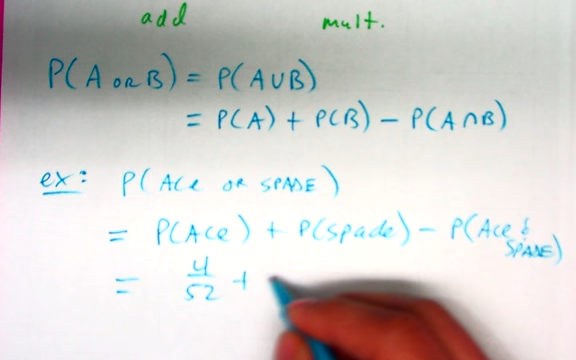 add mult.
P(A OR B) = P(A∪B)
= P(A) + P(B) - P(A∩B)
ex: P(Ace OR SPADE)
= P(Ace) + P(Spade) - P(Ace & SPADE)
= 4/52 +